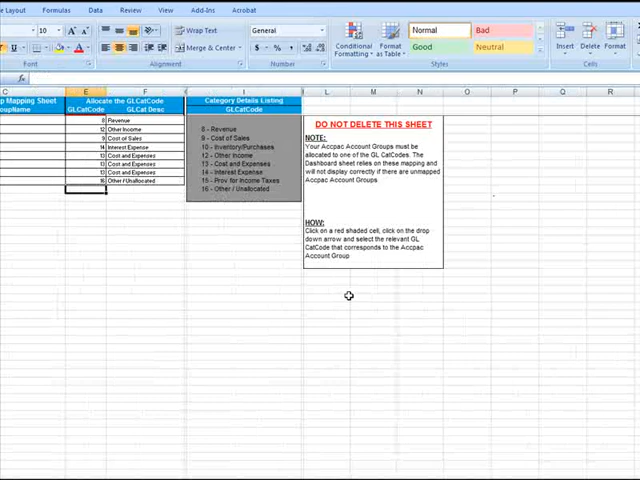 e Layout Formulas Data Review View Add-Ins Acrobat
10 Wrap Text General Normal Bad
Merge & Center $ % , Conditional Formatting Format as Table Good Neutral Insert Delete Format
Font Alignment Number Styles Cells
C E F I L M N O P Q R
p Mapping Sheet Allocate the GLCatCode Category Details Listing
oupName GLCatCode GLCat Desc GLCatCode
8 Revenue
12 Other Income
9 Cost of Sales
14 Interest Expense
13 Cost and Expenses
13 Cost and Expenses
13 Cost and Expenses
16 Other / Unallocated
8 - Revenue
9 - Cost of Sales
10 - Inventory/Purchases
12 - Other Income
13 - Cost and Expenses
14 - Interest Expense
15 - Prov for Income Taxes
16 - Other / Unallocated
DO NOT DELETE THIS SHEET
NOTE:
Your Accpac Account Groups must be
allocated to one of the GL CatCodes. The
Dashboard sheet relies on these mapping and
will not display correctly if there are unmapped
Accpac Account Groups
HOW:
Click on a red shaded cell, click on the drop
down arrow and select the relevant GL
CatCode that corresponds to the Accpac
Account Group